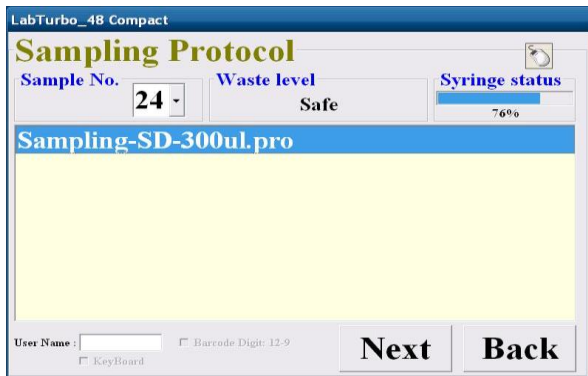 LabTurbo_48 Compact
Sampling Protocol
Sample No.
24
Waste level
Safe
Syringe status
76%
Sampling-SD-300ul.pro
User Name :
Barcode Digit: 12-9
KeyBoard
Next
Back